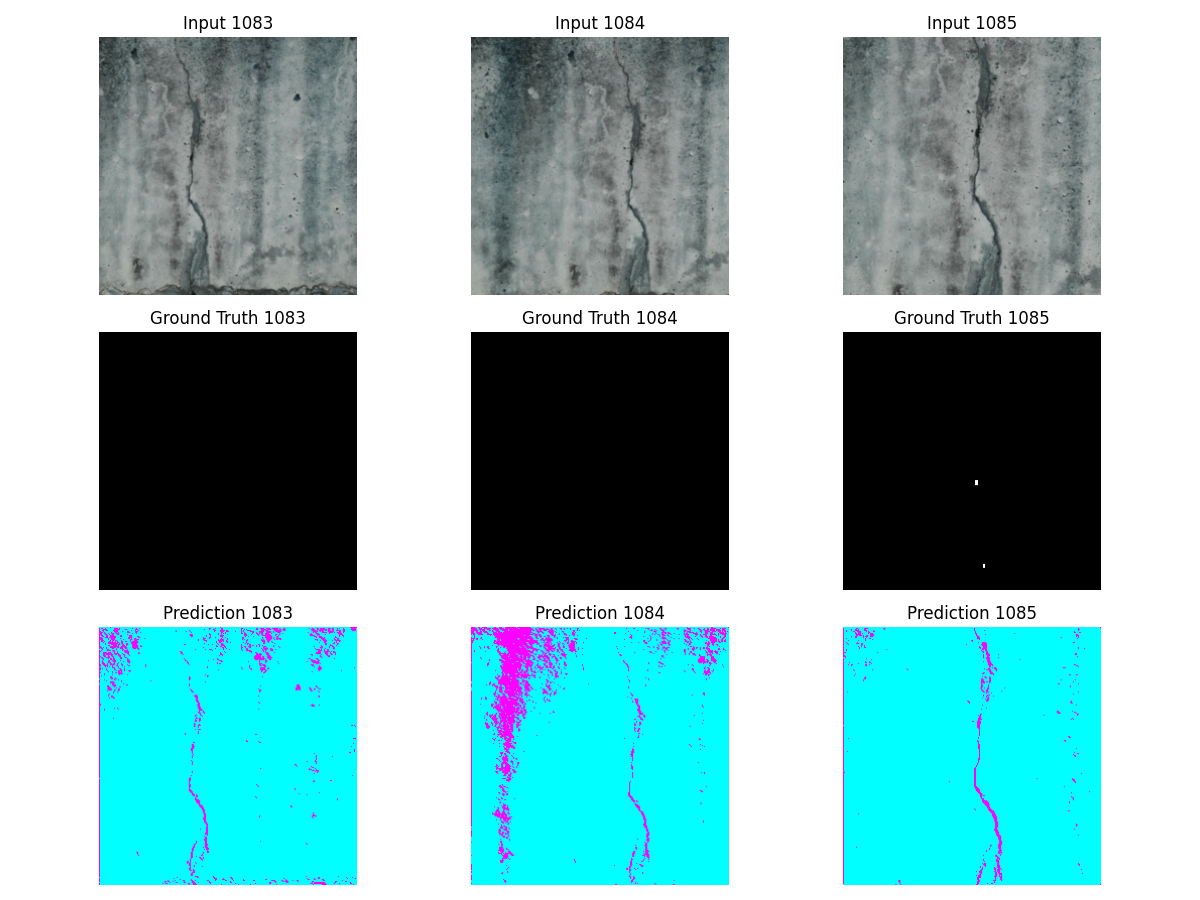 Input 1083
Input 1084
Input 1085
Ground Truth 1083
Ground Truth 1084
Ground Truth 1085
Prediction 1083
Prediction 1084
Prediction 1085